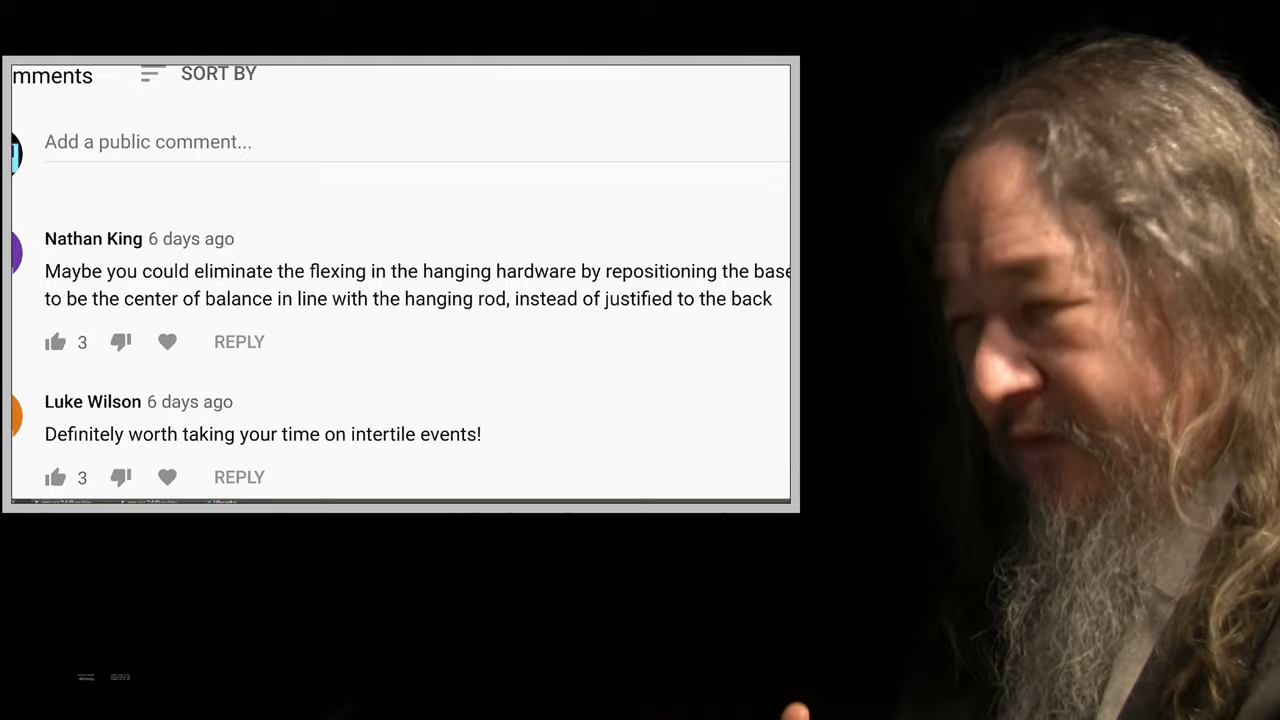 mments SORT BY
Add a public comment...
Nathan King 6 days ago
Maybe you could eliminate the flexing in the hanging hardware by repositioning the base
to be the center of balance in line with the hanging rod, instead of justified to the back
3 REPLY
Luke Wilson 6 days ago
Definitely worth taking your time on intertile events!
3 REPLY